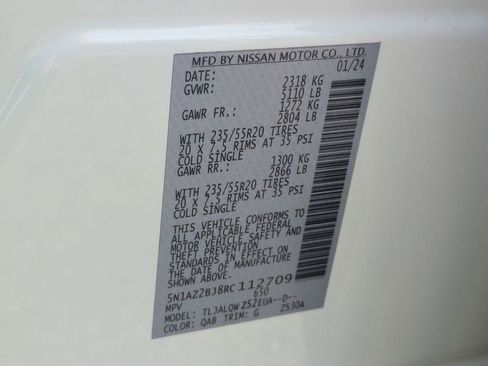 MFD BY NISSAN MOTOR CO., LTD.
DATE: 01/24
GVWR: 2318 KG
5110 LB
GAWR FR.: 1272 KG
2804 LB
WITH 235/55R20 TIRES
20 X 7.5 RIMS AT 35 PSI
COLD SINGLE
GAWR RR.: 1300 KG
2866 LB
WITH 235/55R20 TIRES
20 X 7.5 RIMS AT 35 PSI
COLD SINGLE
THIS VEHICLE CONFORMS TO
ALL APPLICABLE FEDERAL
MOTOR VEHICLE SAFETY AND
THEFT PREVENTION
STANDARDS IN EFFECT ON
THE DATE OF MANUFACTURE
SHOWN ABOVE.
5N1AZ2BJ8RC112709
MPV 650
MODEL: TLJALQWZ52EUA--D--
COLOR: QAB TRIM: G ZS30A